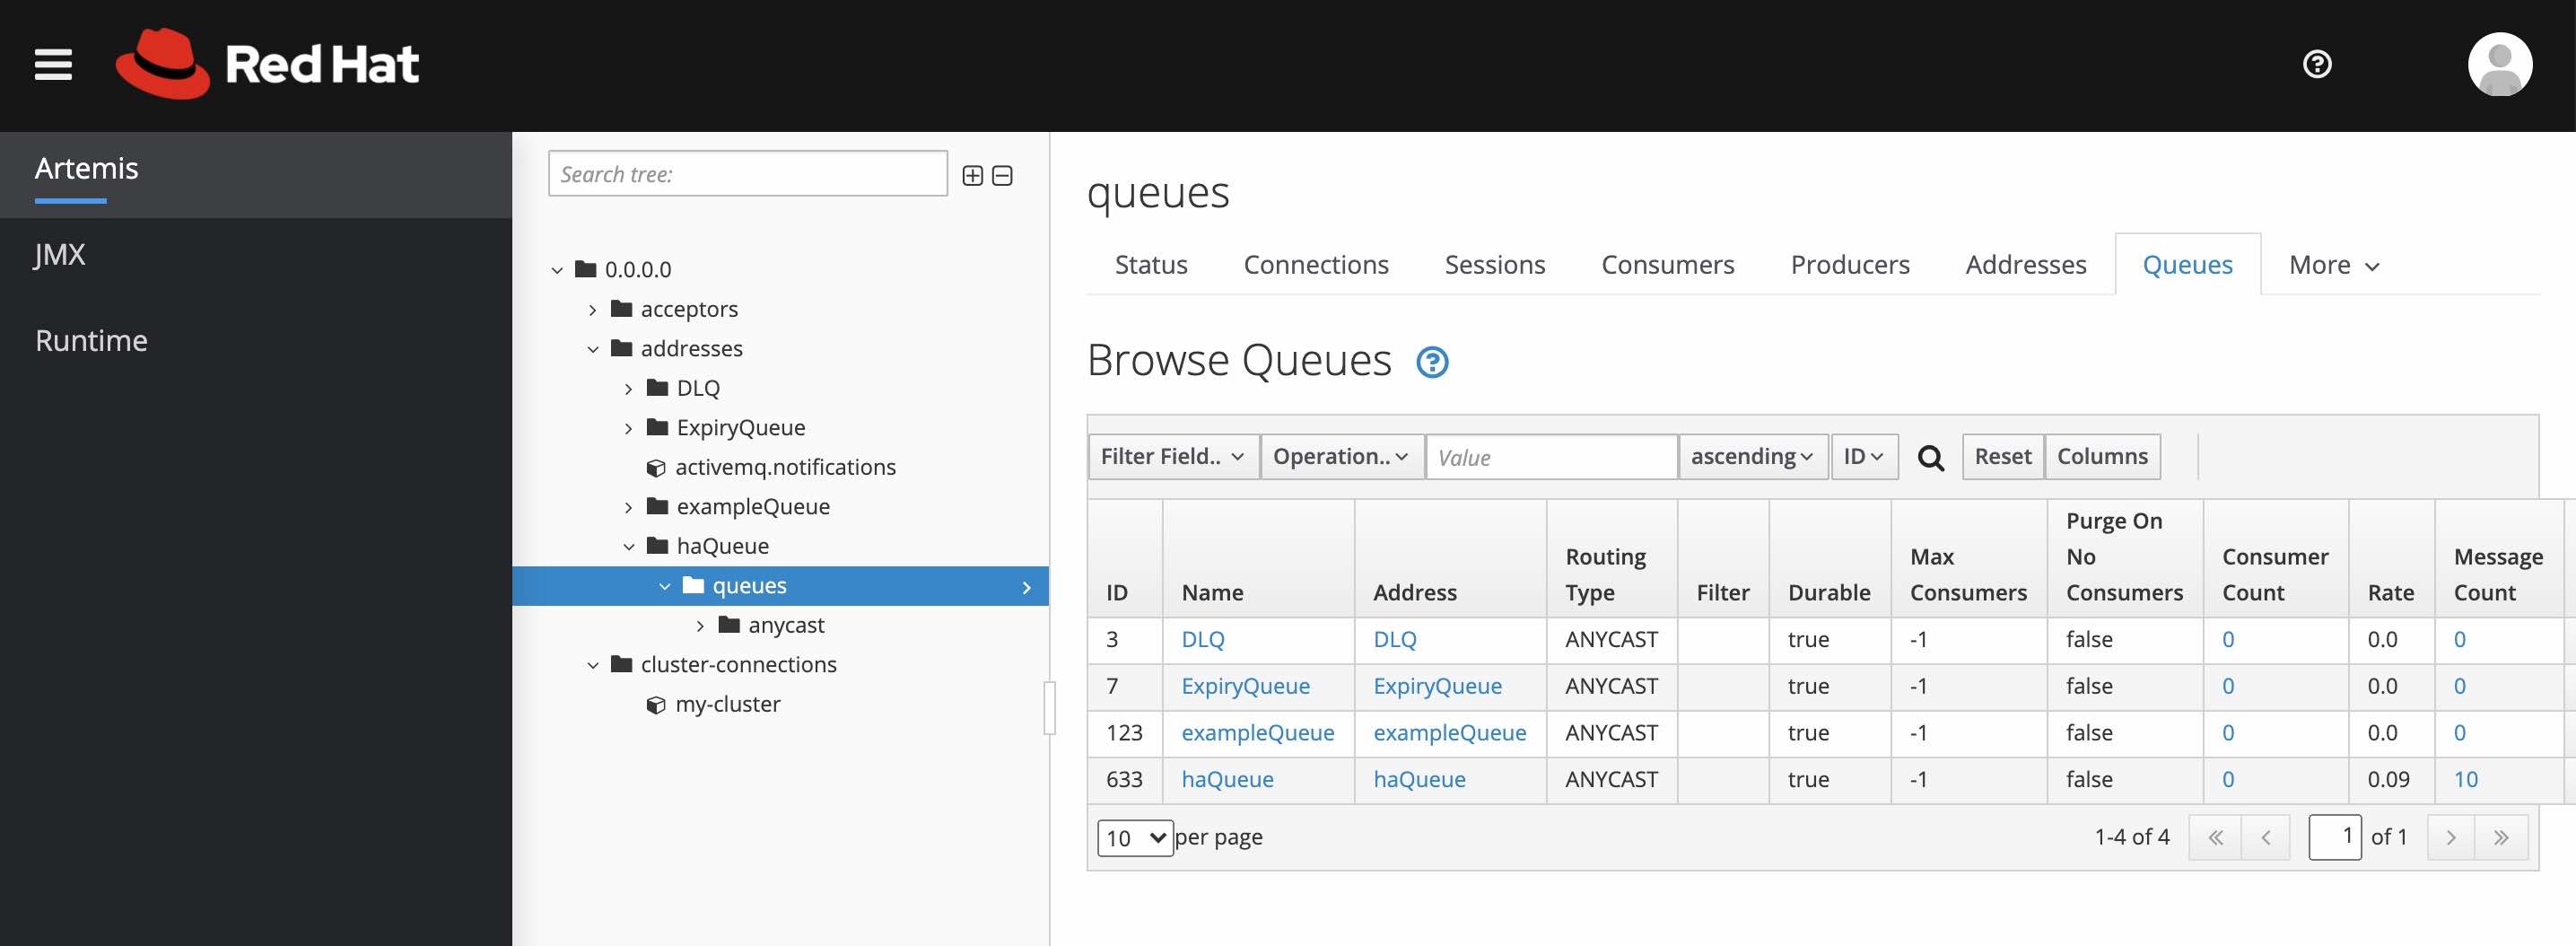 Red Hat
Artemis
JMX
Runtime
Search tree:
0.0.0.0
acceptors
addresses
DLQ
ExpiryQueue
activemq.notifications
exampleQueue
haQueue
queues
anycast
cluster-connections
my-cluster
queues
Status Connections Sessions Consumers Producers Addresses Queues More
Browse Queues
Filter Field.. Operation.. Value ascending ID Reset Columns
ID Name Address Routing Type Filter Durable Max Consumers Purge On No Consumers Consumer Count Rate Message Count
3 DLQ DLQ ANYCAST true -1 false 0 0.0 0
7 ExpiryQueue ExpiryQueue ANYCAST true -1 false 0 0.0 0
123 exampleQueue exampleQueue ANYCAST true -1 false 0 0.0 0
633 haQueue haQueue ANYCAST true -1 false 0 0.09 10
10 per page 1-4 of 4 « ‹ 1 of 1 › »